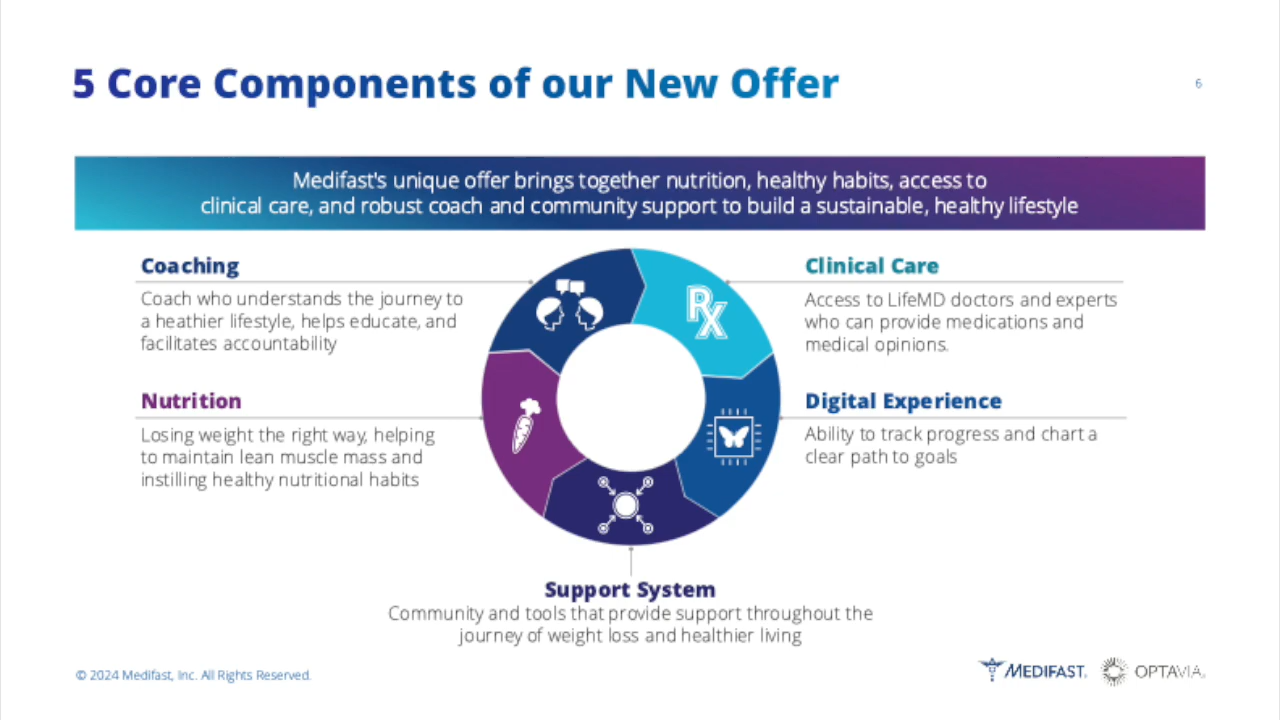 5 Core Components of our New Offer
6
Medifast's unique offer brings together nutrition, healthy habits, access to
clinical care, and robust coach and community support to build a sustainable, healthy lifestyle
Coaching
Coach who understands the journey to
a heathier lifestyle, helps educate, and
facilitates accountability
Clinical Care
Access to LifeMD doctors and experts
who can provide medications and
medical opinions.
Rx
Nutrition
Losing weight the right way, helping
to maintain lean muscle mass and
instilling healthy nutritional habits
Digital Experience
Ability to track progress and chart a
clear path to goals
Support System
Community and tools that provide support throughout the
journey of weight loss and healthier living
© 2024 Medifast, Inc. All Rights Reserved.
MEDIFAST.
OPTAVIA.